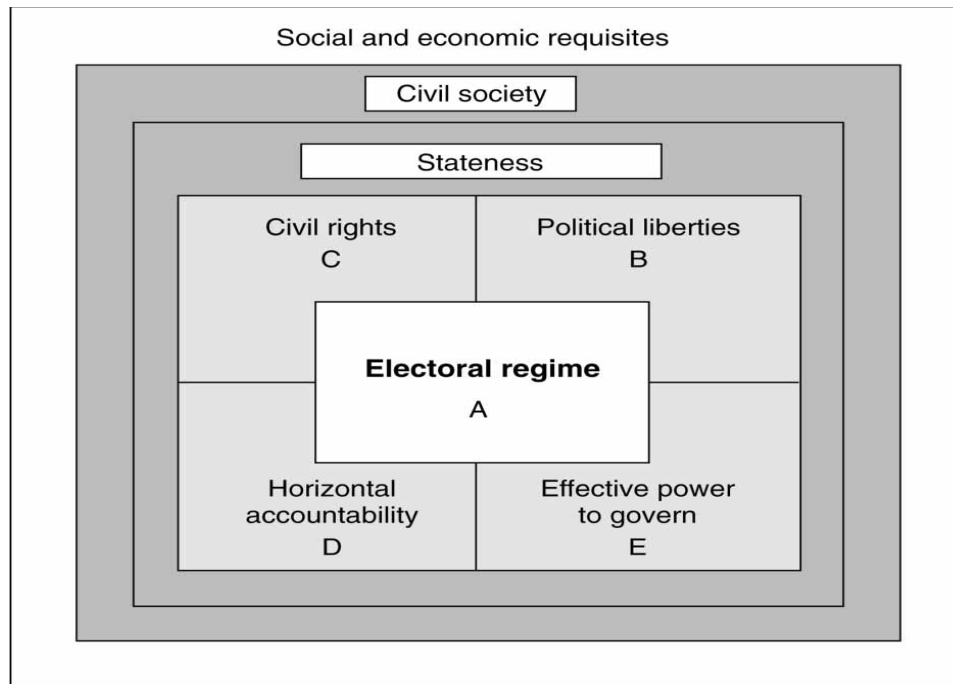 Social and economic requisites
Civil society
Stateness
Civil rights
C
Political liberties
B
Electoral regime
A
Horizontal
accountability
D
Effective power
to govern
E